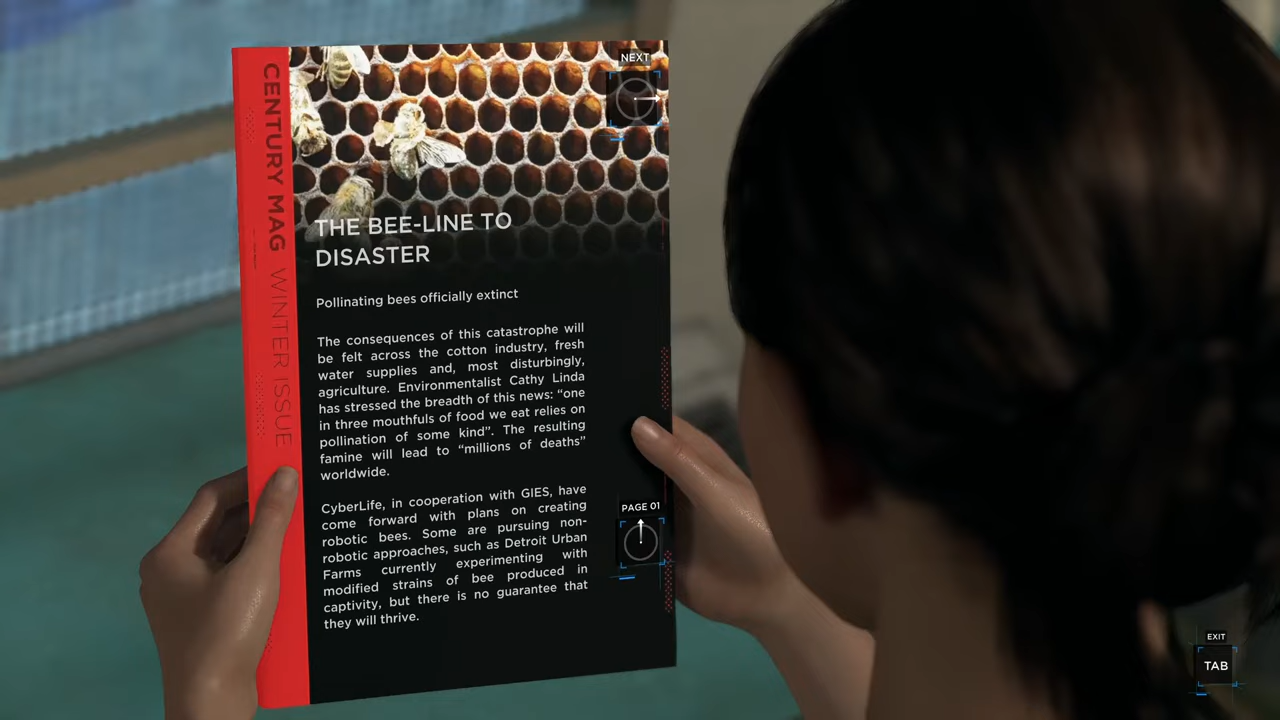 CENTURY MAG WINTER ISSUE
NEXT
THE BEE-LINE TO
DISASTER
Pollinating bees officially extinct
The consequences of this catastrophe will
be felt across the cotton industry, fresh
water supplies and, most disturbingly,
agriculture. Environmentalist Cathy Linda
has stressed the breadth of this news: “one
in three mouthfuls of food we eat relies on
pollination of some kind”. The resulting
famine will lead to “millions of deaths”
worldwide.
CyberLife, in cooperation with GIES, have
come forward with plans on creating
robotic bees. Some are pursuing non-
robotic approaches, such as Detroit Urban
Farms currently experimenting with
modified strains of bee produced in
captivity, but there is no guarantee that
they will thrive.
PAGE 01
EXIT
TAB